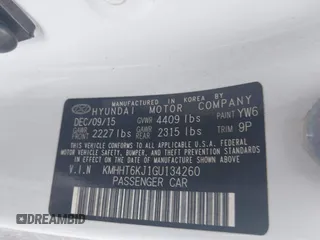 MANUFACTURED IN KOREA BY
HYUNDAI MOTOR COMPANY
DEC/09/15 GVWR 4409 lbs PAINT YW6
GAWR FRONT 2227 lbs GAWR REAR 2315 lbs TRIM 9P
THIS VEHICLE CONFORMS TO ALL APPLICABLE
U.S. FEDERAL MOTOR VEHICLE SAFETY, BUMPER,
AND THEFT PREVENTION STANDARDS IN EFFECT
ON THE DATE OF MANUFACTURE SHOWN ABOVE.
V.I.N KMHHT6KJ1GU134260
PASSENGER CAR
DREAMBID.COM